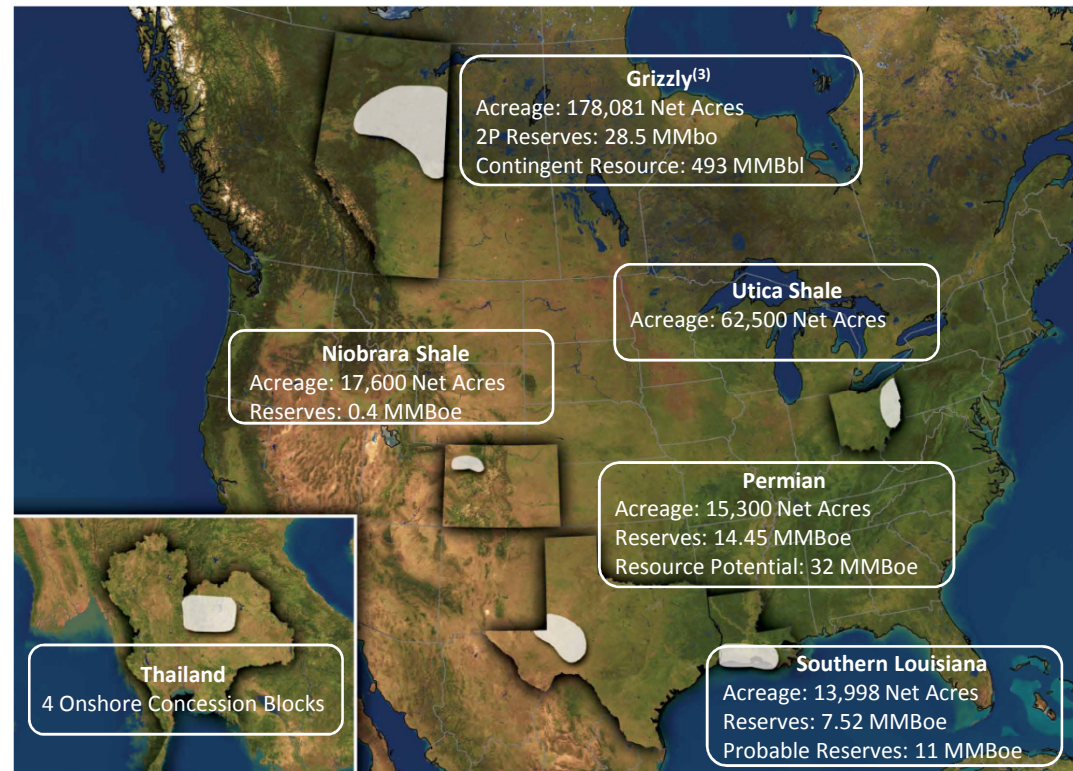 Grizzly(3)
Acreage: 178,081 Net Acres
2P Reserves: 28.5 MMbo
Contingent Resource: 493 MMBbl
Utica Shale
Acreage: 62,500 Net Acres
Niobrara Shale
Acreage: 17,600 Net Acres
Reserves: 0.4 MMBoe
Permian
Acreage: 15,300 Net Acres
Reserves: 14.45 MMBoe
Resource Potential: 32 MMBoe
Thailand
4 Onshore Concession Blocks
Southern Louisiana
Acreage: 13,998 Net Acres
Reserves: 7.52 MMBoe
Probable Reserves: 11 MMBoe